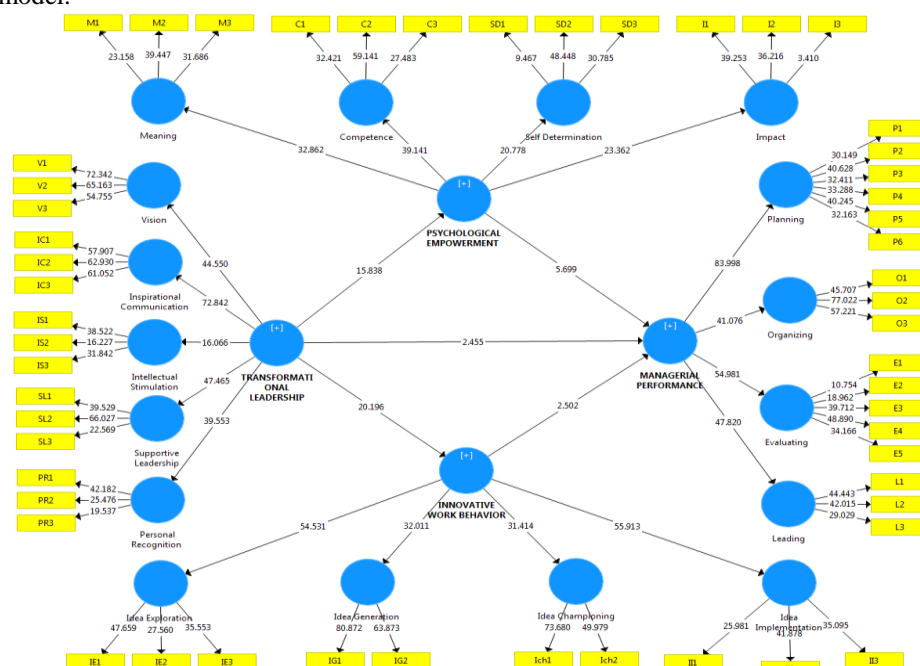 model.
M1 M2 M3 C1 C2 C3 SD1 SD2 SD3 I1 I2 I3
23.158 39.447 31.686 32.421 59.141 27.483 9.467 48.448 30.785 39.253 36.216 3.410
Meaning Competence Self Determination Impact
32.862 39.141 20.778 23.362
V1 72.342
V2 65.163
V3 54.755
Vision
P1 30.149
P2 40.628
P3 32.411
P4 33.288
P5 40.245
P6 32.163
Planning
[+]
PSYCHOLOGICAL
EMPOWERMENT
IC1 57.907
IC2 62.930
IC3 61.052
Inspirational
Communication
44.550
72.842
15.838
5.699
83.998
O1 45.707
O2 77.022
O3 57.221
Organizing
41.076
IS1 38.522
IS2 16.227
IS3 31.842
Intellectual
Stimulation
16.066
[+]
TRANSFORMATI
ONAL
LEADERSHIP
2.455
[+]
MANAGERIAL
PERFORMANCE
54.981
E1 10.754
E2 18.962
E3 39.712
E4 48.890
E5 34.166
Evaluating
SL1 39.529
SL2 66.027
SL3 22.569
Supportive
Leadership
47.465
39.553
20.196
2.502
47.820
PR1 42.182
PR2 25.476
PR3 19.537
Personal
Recognition
[+]
INNOVATIVE
WORK BEHAVIOR
L1 44.443
L2 42.015
L3 29.029
Leading
54.531 32.011 31.414 55.913
Idea Exploration Idea Generation Idea Championing
Idea
Implementation
47.659 27.560 35.553 80.872 63.873 73.680 49.979 25.981 41.878 35.095
IE1 IE2 IE3 IG1 IG2 Ich1 Ich2 II1 II3